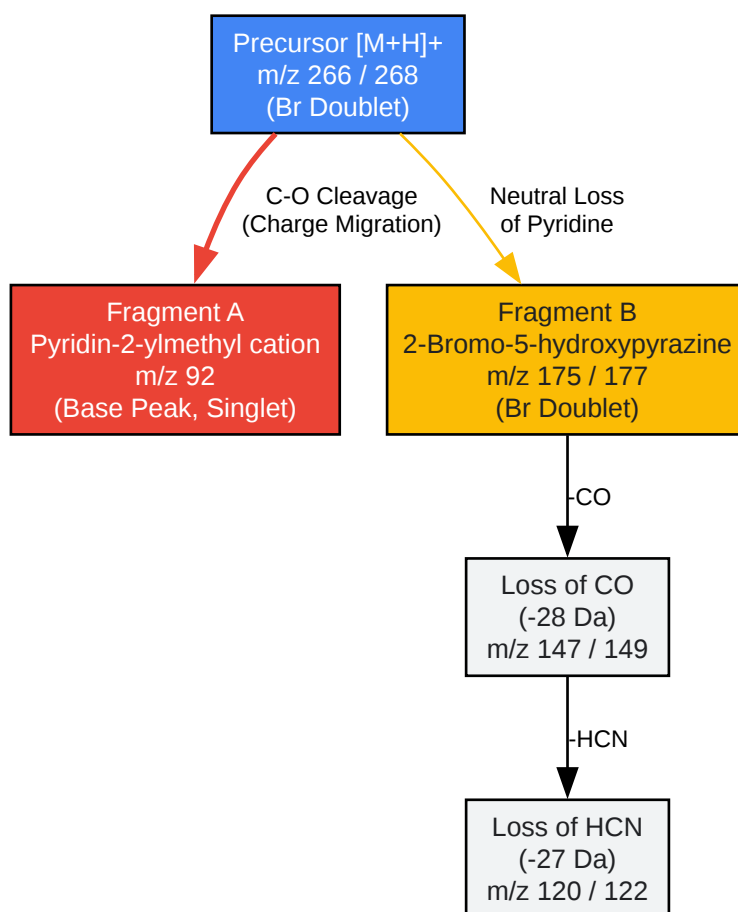 Precursor [M+H]+
m/z 266 / 268
(Br Doublet)
C-O Cleavage
(Charge Migration)
Neutral Loss
of Pyridine
Fragment A
Pyridin-2-ylmethyl cation
m/z 92
(Base Peak, Singlet)
Fragment B
2-Bromo-5-hydroxypyrazine
m/z 175 / 177
(Br Doublet)
-CO
Loss of CO
(-28 Da)
m/z 147 / 149
-HCN
Loss of HCN
(-27 Da)
m/z 120 / 122